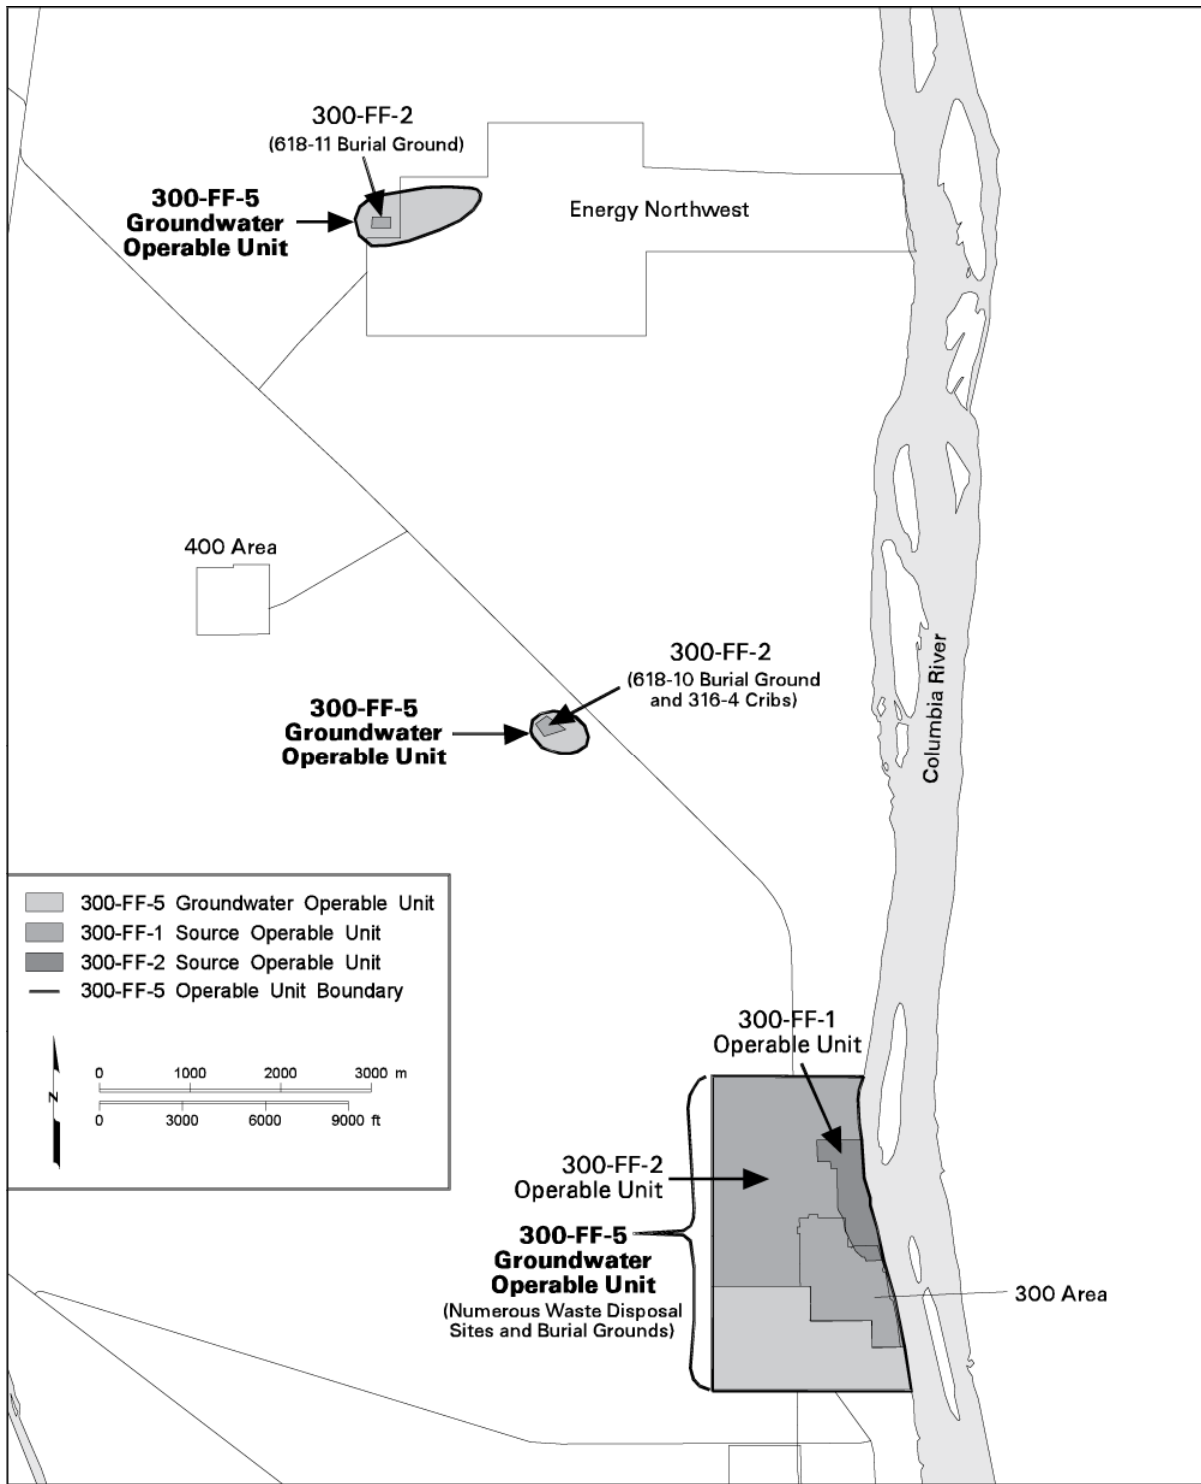 300-FF-2
(618-11 Burial Ground)
300-FF-5
Groundwater
Operable Unit
Energy Northwest
400 Area
300-FF-2
(618-10 Burial Ground
and 316-4 Cribs)
300-FF-5
Groundwater
Operable Unit
Columbia River
300-FF-5 Groundwater Operable Unit
300-FF-1 Source Operable Unit
300-FF-2 Source Operable Unit
300-FF-5 Operable Unit Boundary
N
0 1000 2000 3000 m
0 3000 6000 9000 ft
300-FF-1
Operable Unit
300-FF-2
Operable Unit
300-FF-5
Groundwater
Operable Unit
(Numerous Waste Disposal
Sites and Burial Grounds)
300 Area